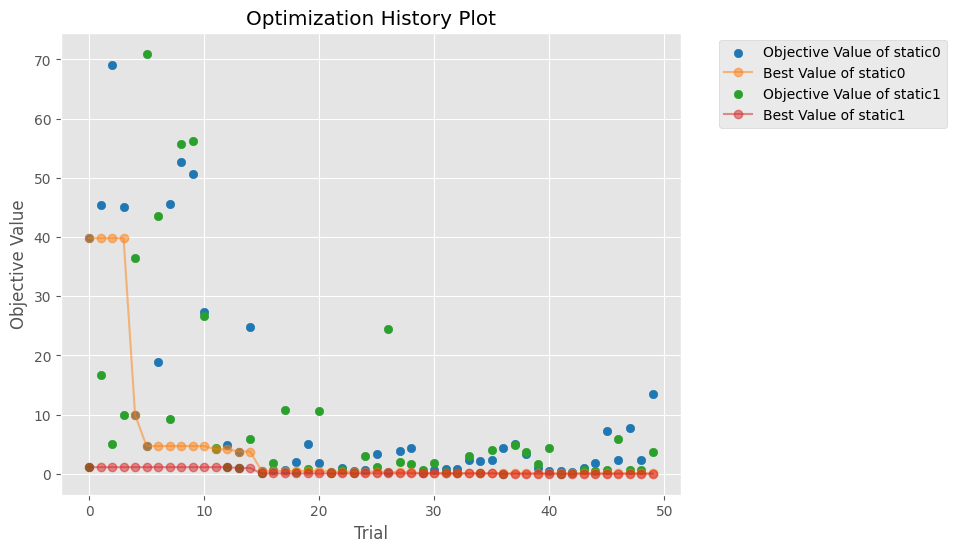 Optimization History Plot
Objective Value of static0
Best Value of static0
Objective Value of static1
Best Value of static1
Objective Value
70
60
50
40
30
20
10
0
0 10 20 30 40 50
Trial